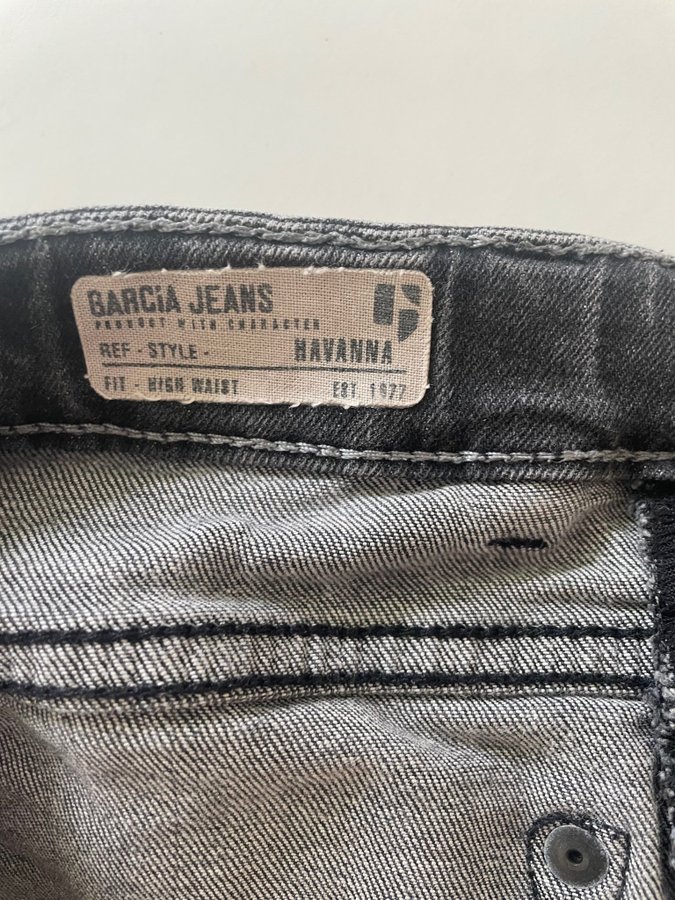 GARCIA JEANS
PRODUCT WITH CHARACTER
REF - STYLE - HAVANNA
FIT - HIGH WAIST EST 1977